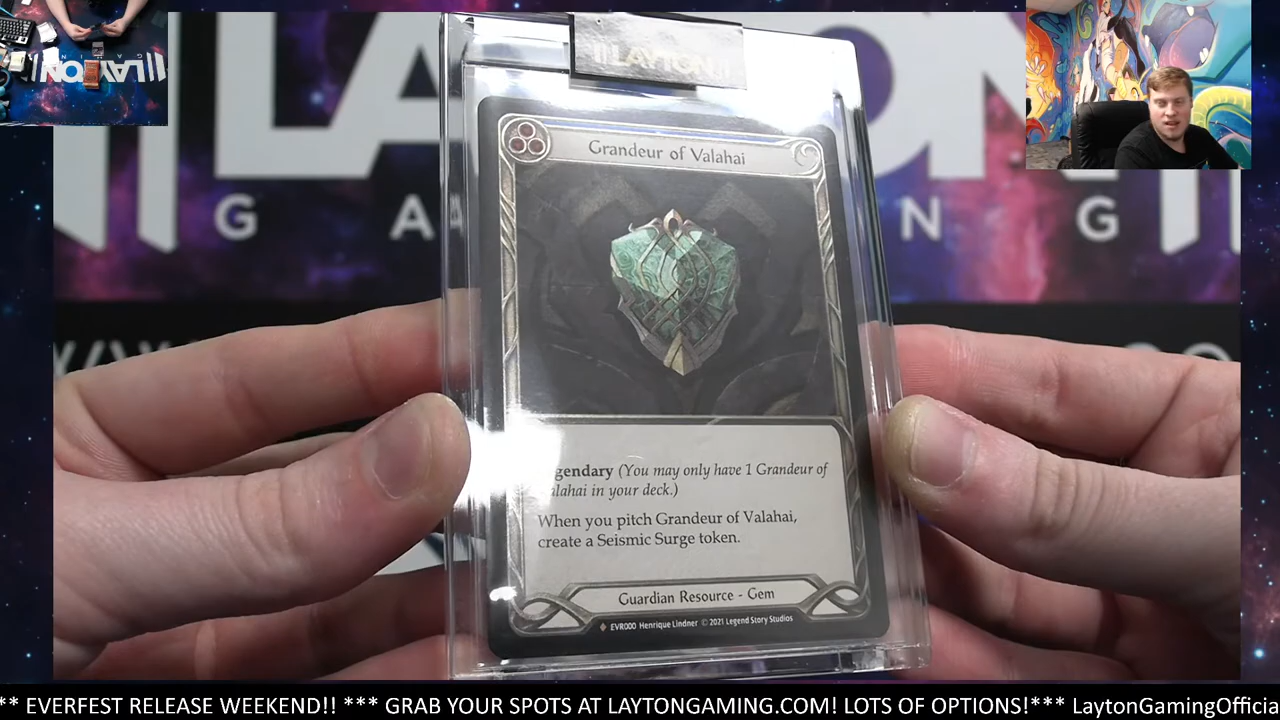 LAYTON
Grandeur of Valahai
(You may only have 1 Grandeur of
in your deck.)
When you pitch Grandeur of Valahai,
create a Seismic Surge token.
Guardian Resource - Gem
EVR000 Henrique Lindner © 2021 Legend Story Studios
** EVERFEST RELEASE WEEKEND!! *** GRAB YOUR SPOTS AT LAYTONGAMING.COM! LOTS OF OPTIONS!*** LaytonGamingOfficia